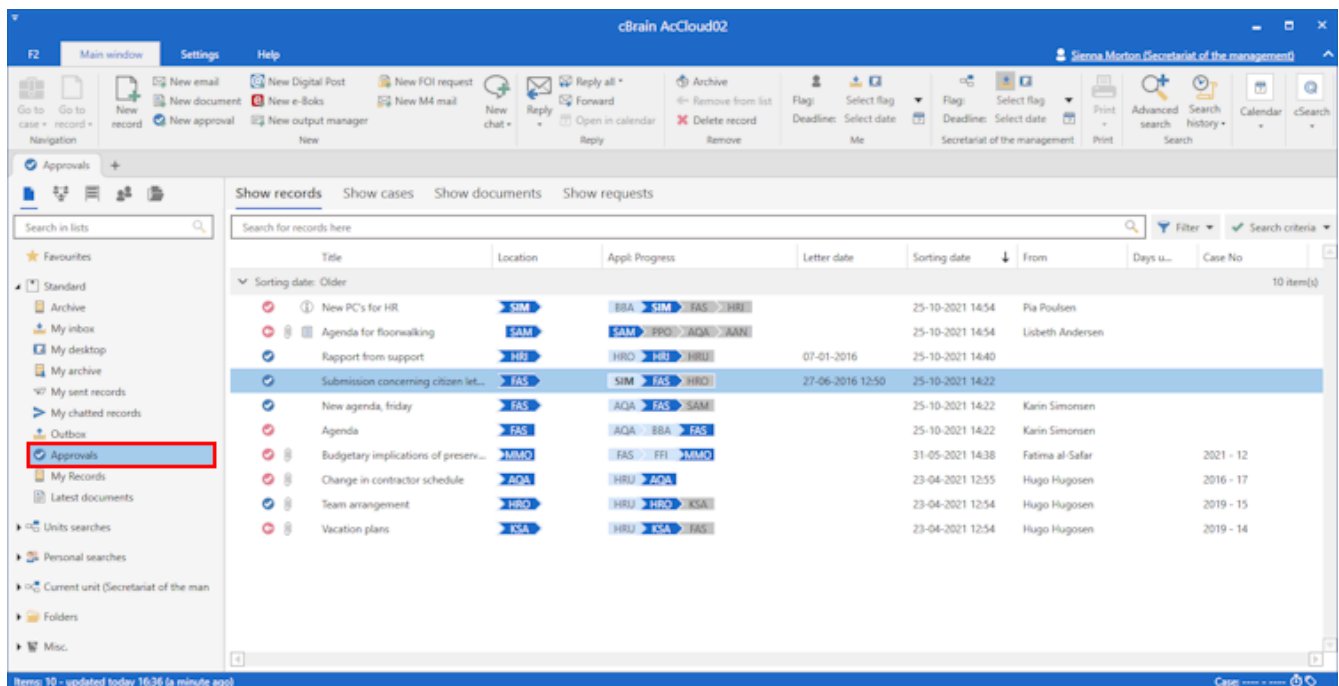 cBrain AcCloud02
F2 Main window Settings Help Sienna Morton (Secretariat of the management)
Go to case Go to record New record New email New document New approval New Digital Post New e-Boks New output manager New FOI request New M4 mail New chat Reply Reply all Forward Open in calendar Archive Remove from list Delete record Flag: Select flag Deadline: Select date Flag: Select flag Deadline: Select date Print Advanced search Search history Calendar cSearch
Navigation New Reply Remove Me Secretariat of the management Print Search
Approvals +
Show records Show cases Show documents Show requests
Search in lists Search for records here Filter Search criteria
Favourites Title Location Appl: Progress Letter date Sorting date From Days u... Case No
Standard Sorting date: Older 10 item(s)
Archive New PC's for HR SIM BBA SIM FAS HRI 25-10-2021 14:54 Pia Poulsen
My inbox Agenda for floorwalking SAM SAM PPO AQA AAN 25-10-2021 14:54 Lisbeth Andersen
My desktop Rapport from support HRI HRO HRI HRU 07-01-2016 25-10-2021 14:40
My archive Submission concerning citizen let... FAS SIM FAS HRO 27-06-2016 12:50 25-10-2021 14:22
My sent records New agenda, friday FAS AQA FAS SAM 25-10-2021 14:22 Karin Simonsen
My chatted records Agenda FAS AQA BBA FAS 25-10-2021 14:22 Karin Simonsen
Outbox
Approvals Budgetary implications of preserv... MMO FAS FFI MMO 31-05-2021 14:38 Fatima al-Safar 2021 - 12
My Records Change in contractor schedule AQA HRU AQA 23-04-2021 12:55 Hugo Hugosen 2016 - 17
Latest documents Team arrangement HRO HRU HRO KSA 23-04-2021 12:54 Hugo Hugosen 2019 - 15
Units searches Vacation plans KSA HRU KSA FAS 23-04-2021 12:54 Hugo Hugosen 2019 - 14
Personal searches
Current unit (Secretariat of the man
Folders
Misc.
Items: 10 - updated today 16:36 (a minute ago) Case: ---- - ----